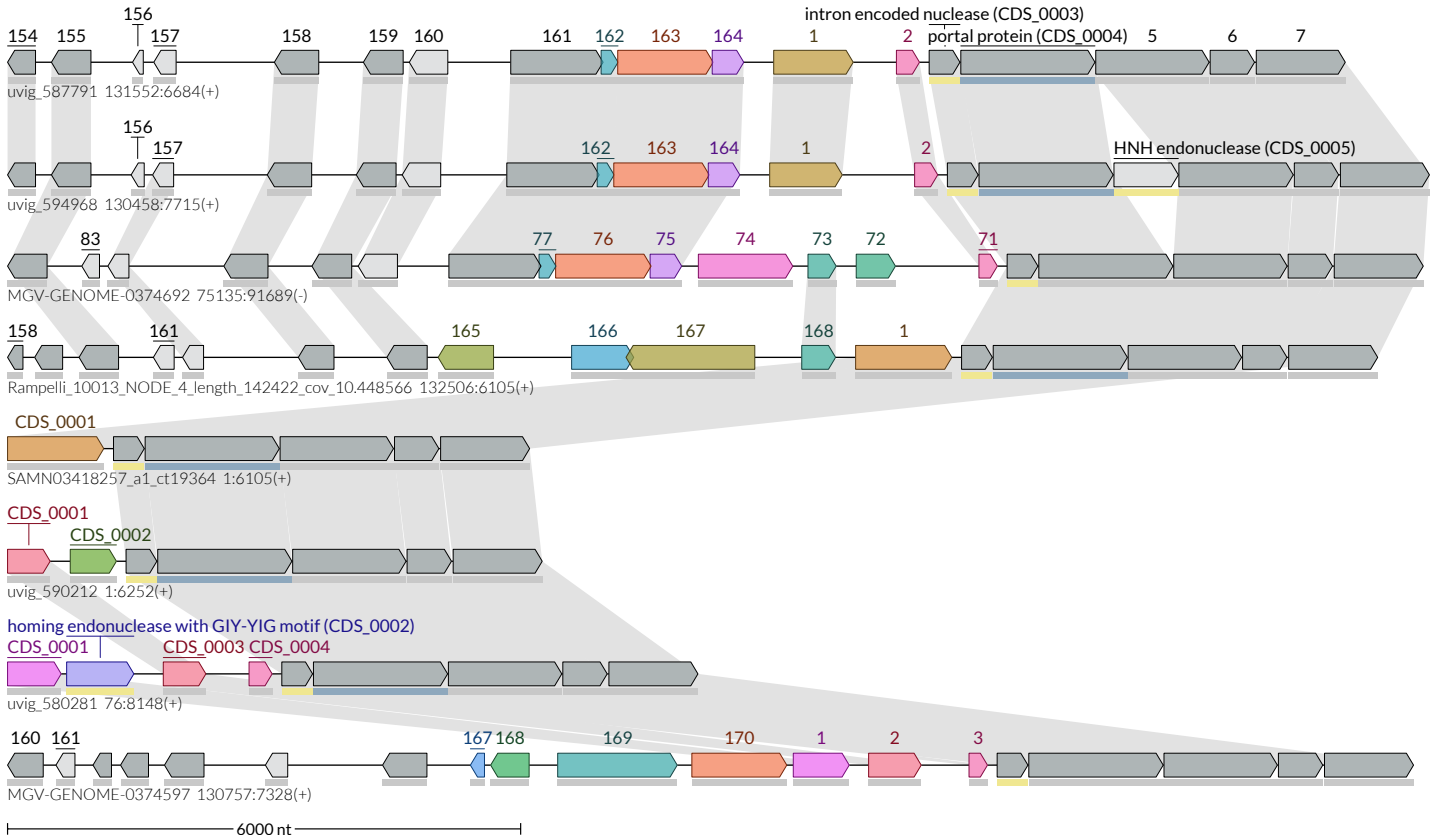 intron encoded nuclease (CDS_0003)
156
154 155 157 158 159 160 161 162 163 164 1 2 portal protein (CDS_0004) 5 6 7
uvig_587791 131552:6684(+)
156
157 162 163 164 1 2 HNH endonuclease (CDS_0005)
uvig_594968 130458:7715(+)
83 77 76 75 74 73 72 71
MGV-GENOME-0374692 75135:91689(-)
158 161 165 166 167 168 1
Rampelli_10013_NODE_4_length_142422_cov_10.448566 132506:6105(+)
CDS_0001
SAMN03418257_a1_ct19364 1:6105(+)
CDS_0001
CDS_0002
uvig_590212 1:6252(+)
homing endonuclease with GIY-YIG motif (CDS_0002)
CDS_0001 CDS_0003 CDS_0004
uvig_580281 76:8148(+)
160 161 167 168 169 170 1 2 3
MGV-GENOME-0374597 130757:7328(+)
6000 nt